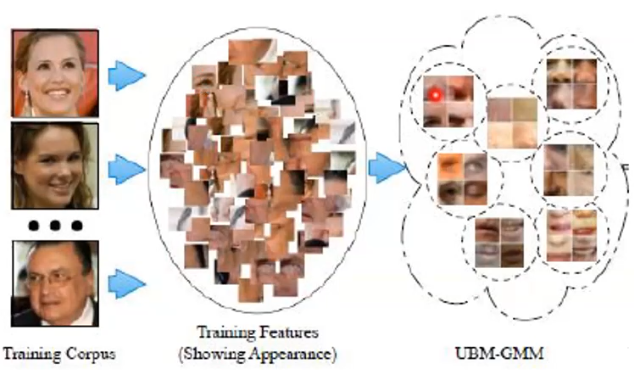 Training Corpus
Training Features
(Showing Appearance)
UBM-GMM